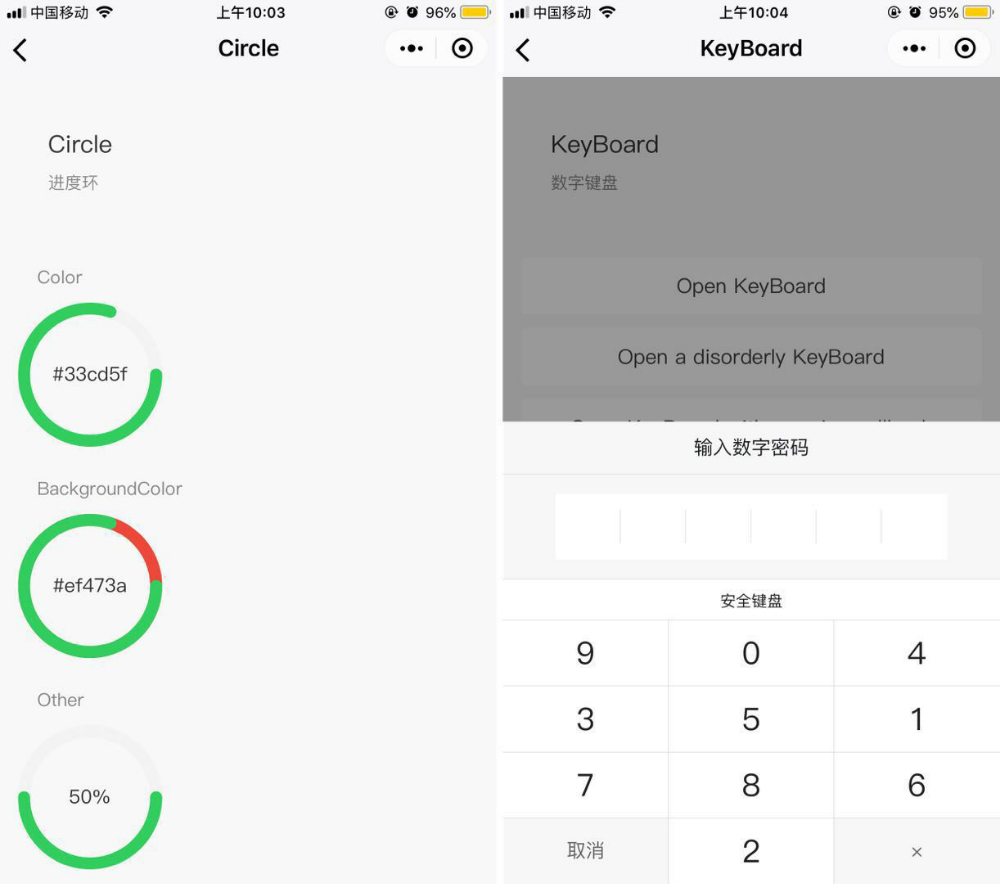 中国移动 上午10:03 96%
Circle
Circle
进度环
Color
#33cd5f
BackgroundColor
#ef473a
Other
50%
中国移动 上午10:04 95%
KeyBoard
KeyBoard
数字键盘
Open KeyBoard
Open a disorderly KeyBoard
输入数字密码
安全键盘
9 0 4
3 5 1
7 8 6
取消 2 ×